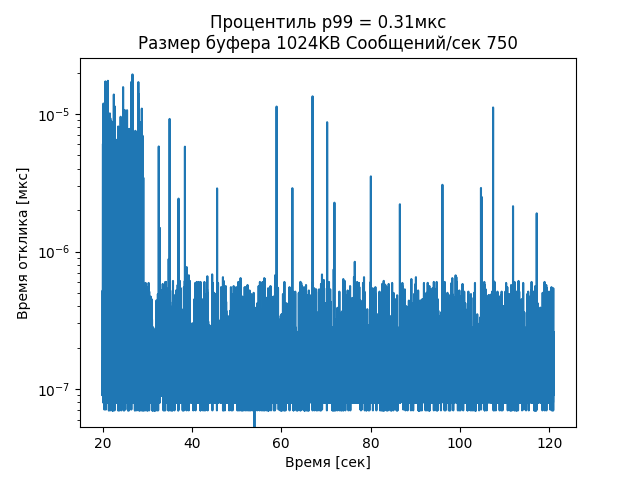 Процентиль p99 = 0.31мкс
Размер буфера 1024KB Сообщений/сек 750
10⁻⁵
10⁻⁶
10⁻⁷
Время отклика [мкс]
20 40 60 80 100 120
Время [сек]